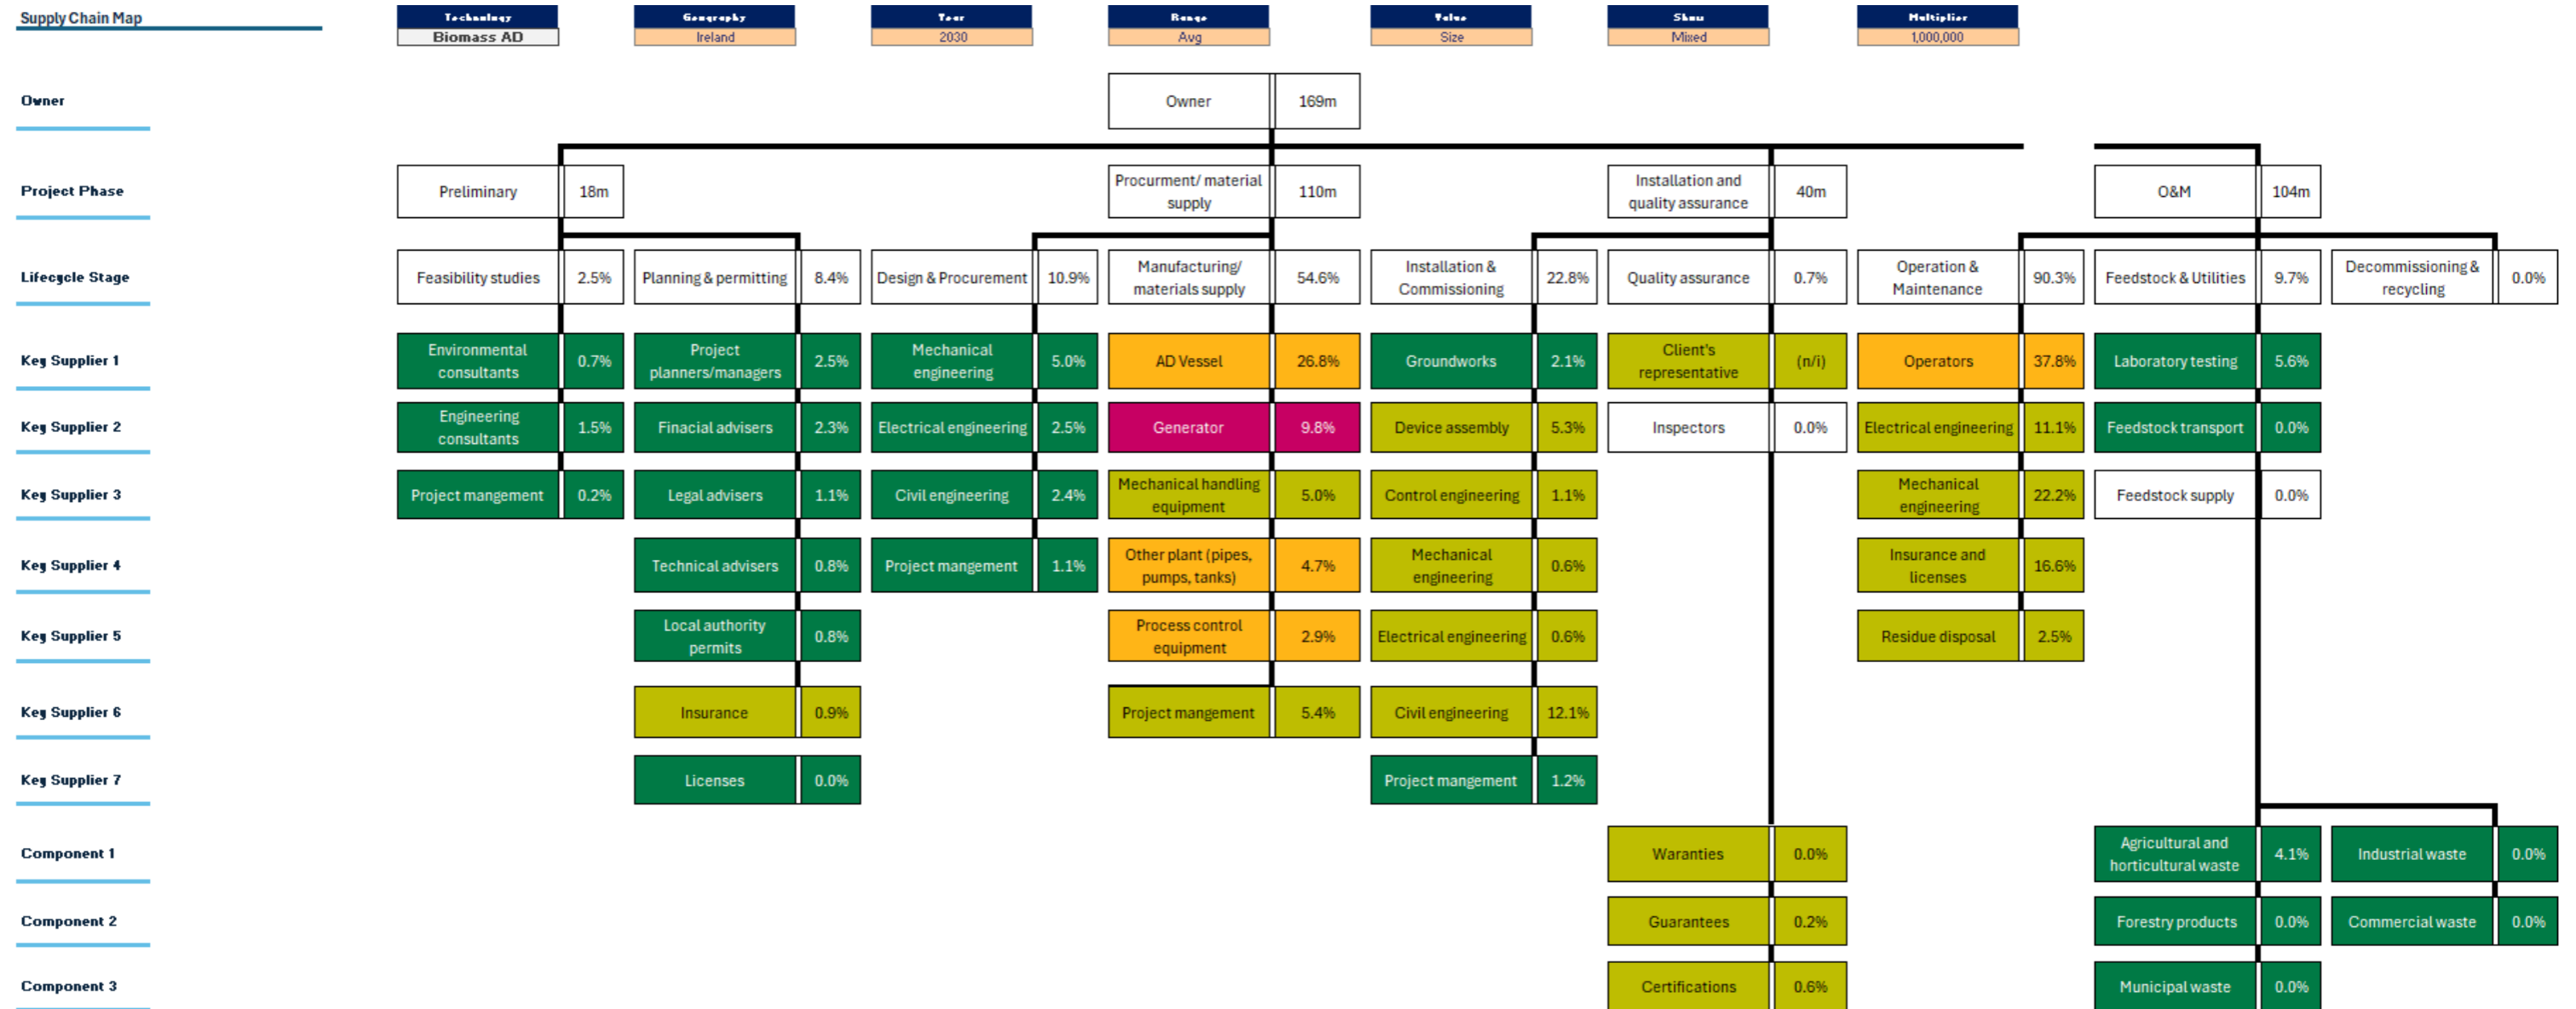 Supply Chain Map
Technology
Geography
Year
Range
Value
Show
Multiplier
Biomass AD
Ireland
2030
Avg
Size
Mixed
1,000,000
Owner
Owner
169m
Project Phase
Preliminary
18m
Procurment/ material
supply
110m
Installation and
quality assurance
40m
O&M
104m
Lifecycle Stage
Feasibility studies
2.5%
Planning & permitting
8.4%
Design & Procurement
10.9%
Manufacturing/
materials supply
54.6%
Installation &
Commissioning
22.8%
Quality assurance
0.7%
Operation &
Maintenance
90.3%
Feedstock & Utilities
9.7%
Decommissioning &
recycling
0.0%
Key Supplier 1
Environmental
consultants
0.7%
Project
planners/managers
2.5%
Mechanical
engineering
5.0%
AD Vessel
26.8%
Groundworks
2.1%
Client's
representative
(n/i)
Operators
37.8%
Laboratory testing
5.6%
Key Supplier 2
Engineering
consultants
1.5%
Finacial advisers
2.3%
Electrical engineering
2.5%
Generator
9.8%
Device assembly
5.3%
Inspectors
0.0%
Electrical engineering
11.1%
Feedstock transport
0.0%
Key Supplier 3
Project mangement
0.2%
Legal advisers
1.1%
Civil engineering
2.4%
Mechanical handling
equipment
5.0%
Control engineering
1.1%
Mechanical
engineering
22.2%
Feedstock supply
0.0%
Key Supplier 4
Technical advisers
0.8%
Project mangement
1.1%
Other plant (pipes,
pumps, tanks)
4.7%
Mechanical
engineering
0.6%
Insurance and
licenses
16.6%
Key Supplier 5
Local authority
permits
0.8%
Process control
equipment
2.9%
Electrical engineering
0.6%
Residue disposal
2.5%
Key Supplier 6
Insurance
0.9%
Project mangement
5.4%
Civil engineering
12.1%
Key Supplier 7
Licenses
0.0%
Project mangement
1.2%
Component 1
Waranties
0.0%
Agricultural and
horticultural waste
4.1%
Industrial waste
0.0%
Component 2
Guarantees
0.2%
Forestry products
0.0%
Commercial waste
0.0%
Component 3
Certifications
0.6%
Municipal waste
0.0%